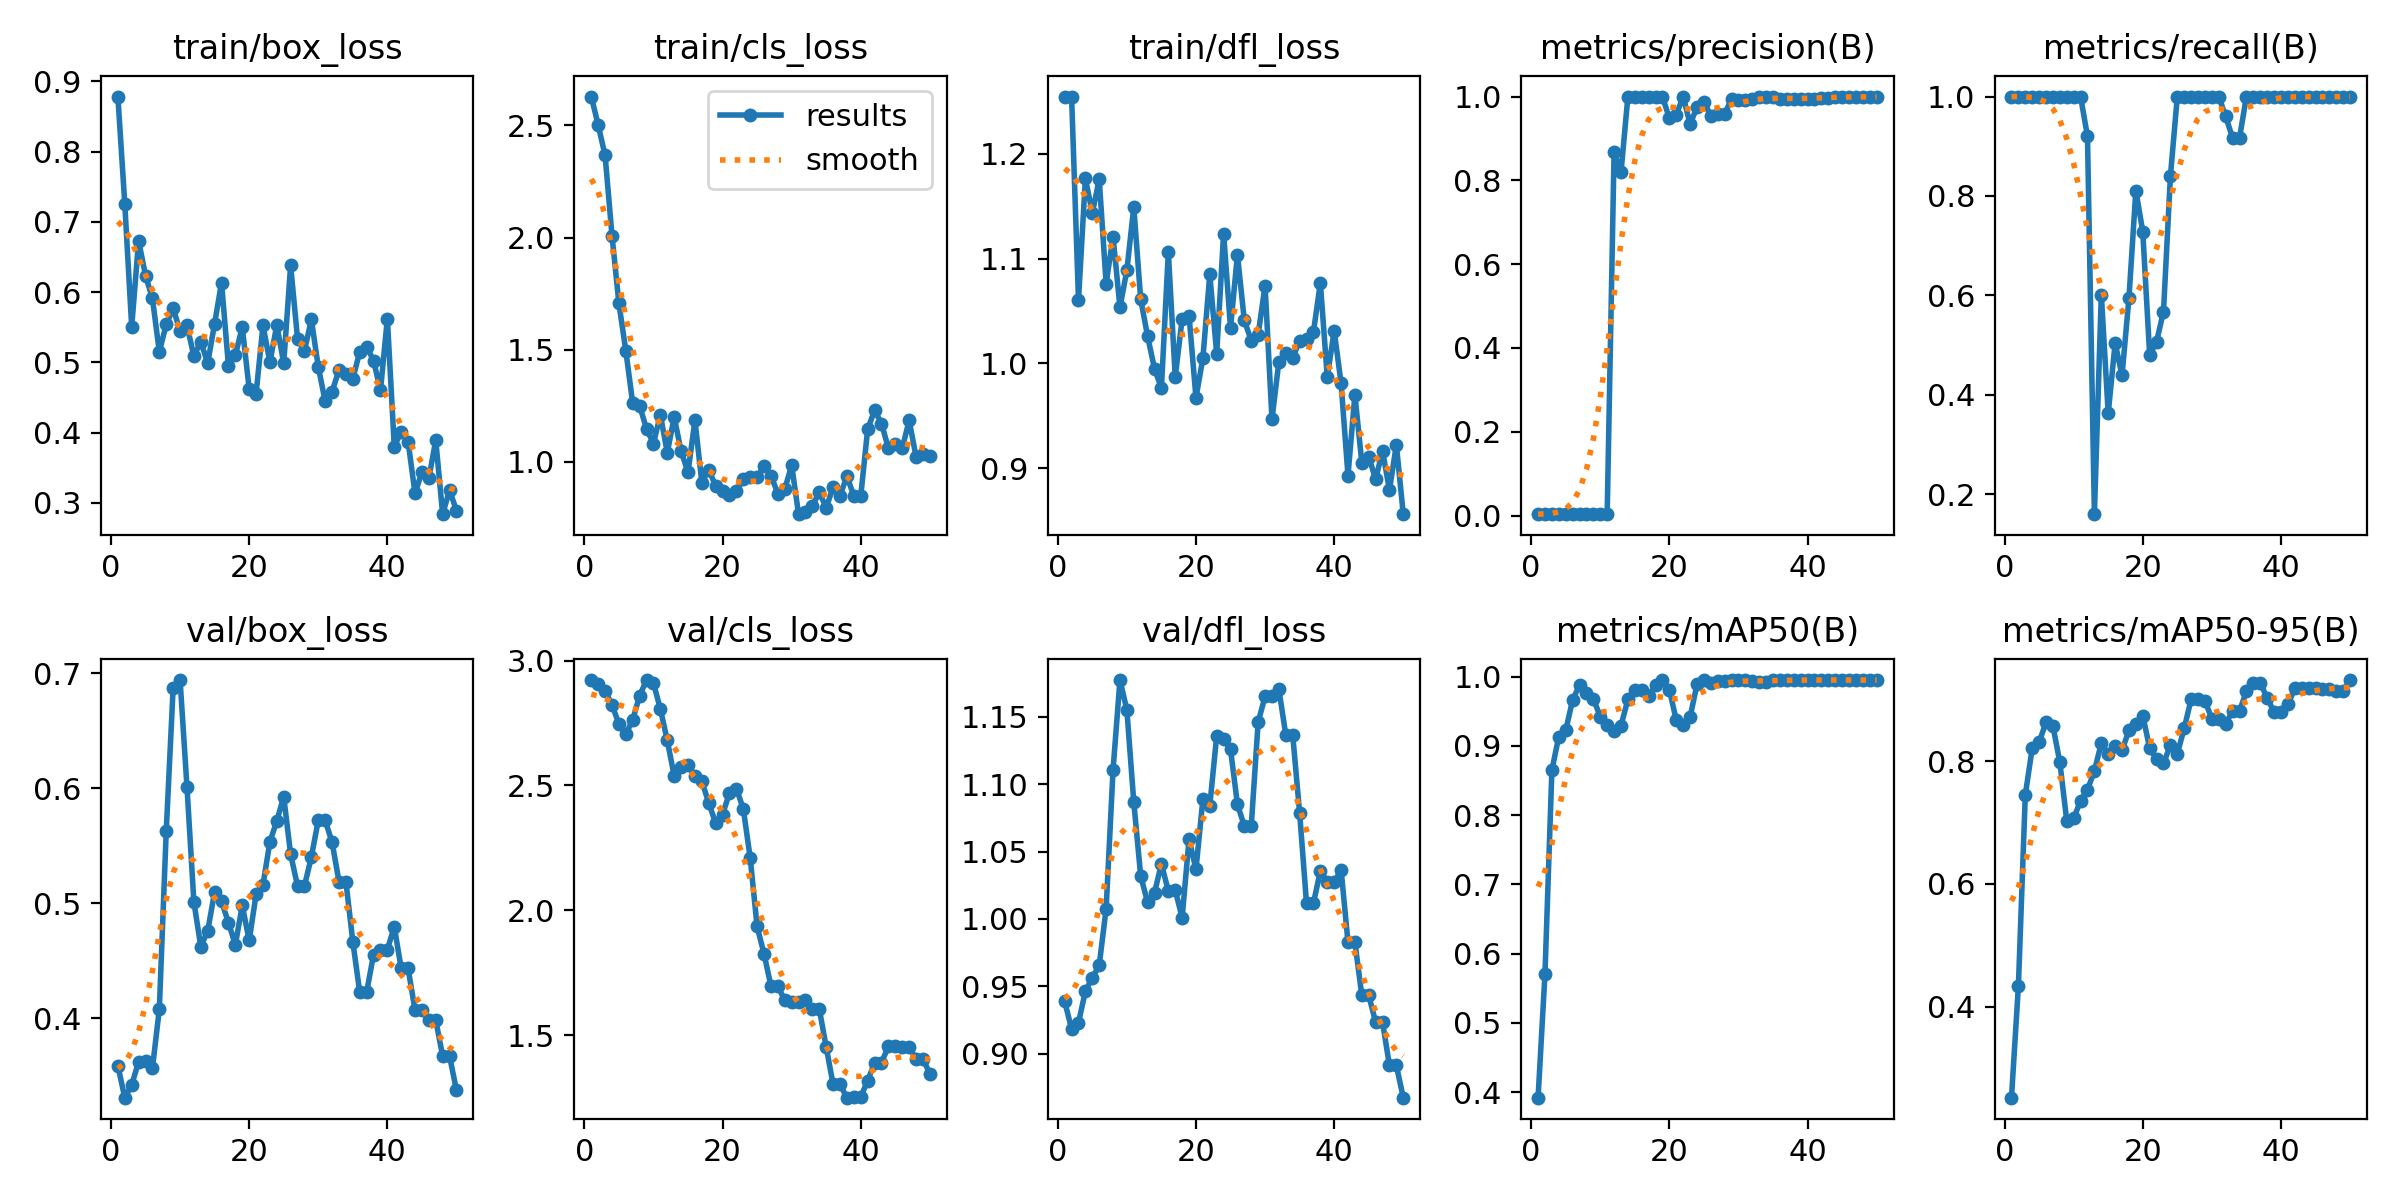 train/box_loss
0.9
0.8
0.7
0.6
0.5
0.4
0.3
0 20 40
train/cls_loss
results
smooth
2.5
2.0
1.5
1.0
0 20 40
train/dfl_loss
1.2
1.1
1.0
0.9
0 20 40
metrics/precision(B)
1.0
0.8
0.6
0.4
0.2
0.0
0 20 40
metrics/recall(B)
1.0
0.8
0.6
0.4
0.2
0 20 40
val/box_loss
0.7
0.6
0.5
0.4
0 20 40
val/cls_loss
3.0
2.5
2.0
1.5
0 20 40
val/dfl_loss
1.15
1.10
1.05
1.00
0.95
0.90
0 20 40
metrics/mAP50(B)
1.0
0.9
0.8
0.7
0.6
0.5
0.4
0 20 40
metrics/mAP50-95(B)
0.8
0.6
0.4
0 20 40